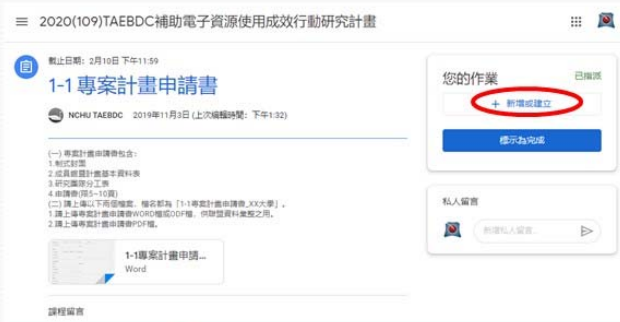 2020(109)TAEBDC補助電子資源使用成效行動研究計畫
截止日期：2月10日 下午11:59
1-1 專案計畫申請書
NCHU TAEBDC 2019年11月3日 (上次編輯時間：下午1:32)
(一) 專案計畫申請書包含：
1.制式封面
2.成員館暨計畫基本資料表
3.研究團隊分工表
4.申請書(限5~10頁)
(二) 請上傳以下兩個檔案，檔名都為「1-1專案計畫申請書_XX大學」。
1.請上傳專案計畫申請書WORD檔或ODF檔，供聯盟資料彙整之用。
2.請上傳專案計畫申請書PDF檔。
1-1專案計畫申請...
Word
課程留言
您的作業
已指派
+ 新增或建立
標示為完成
私人留言
新增私人留言...